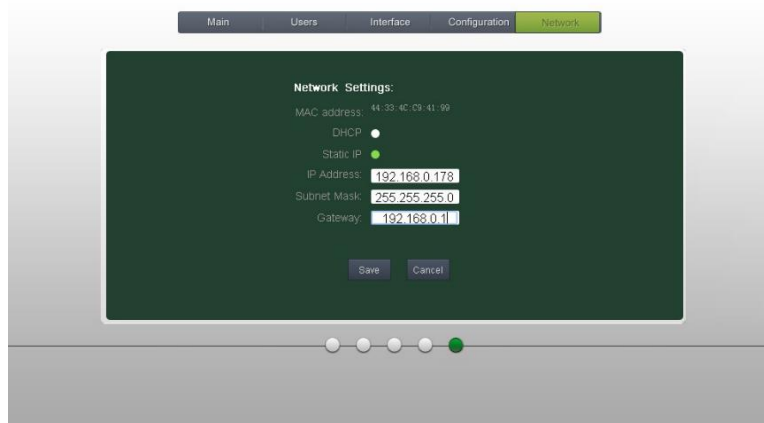 Main Users Interface Configuration Network
Network Settings:
MAC address: 44:33:4C:C9:41:99
DHCP
Static IP
IP Address: 192.168.0.178
Subnet Mask: 255.255.255.0
Gateway: 192.168.0.1
Save Cancel